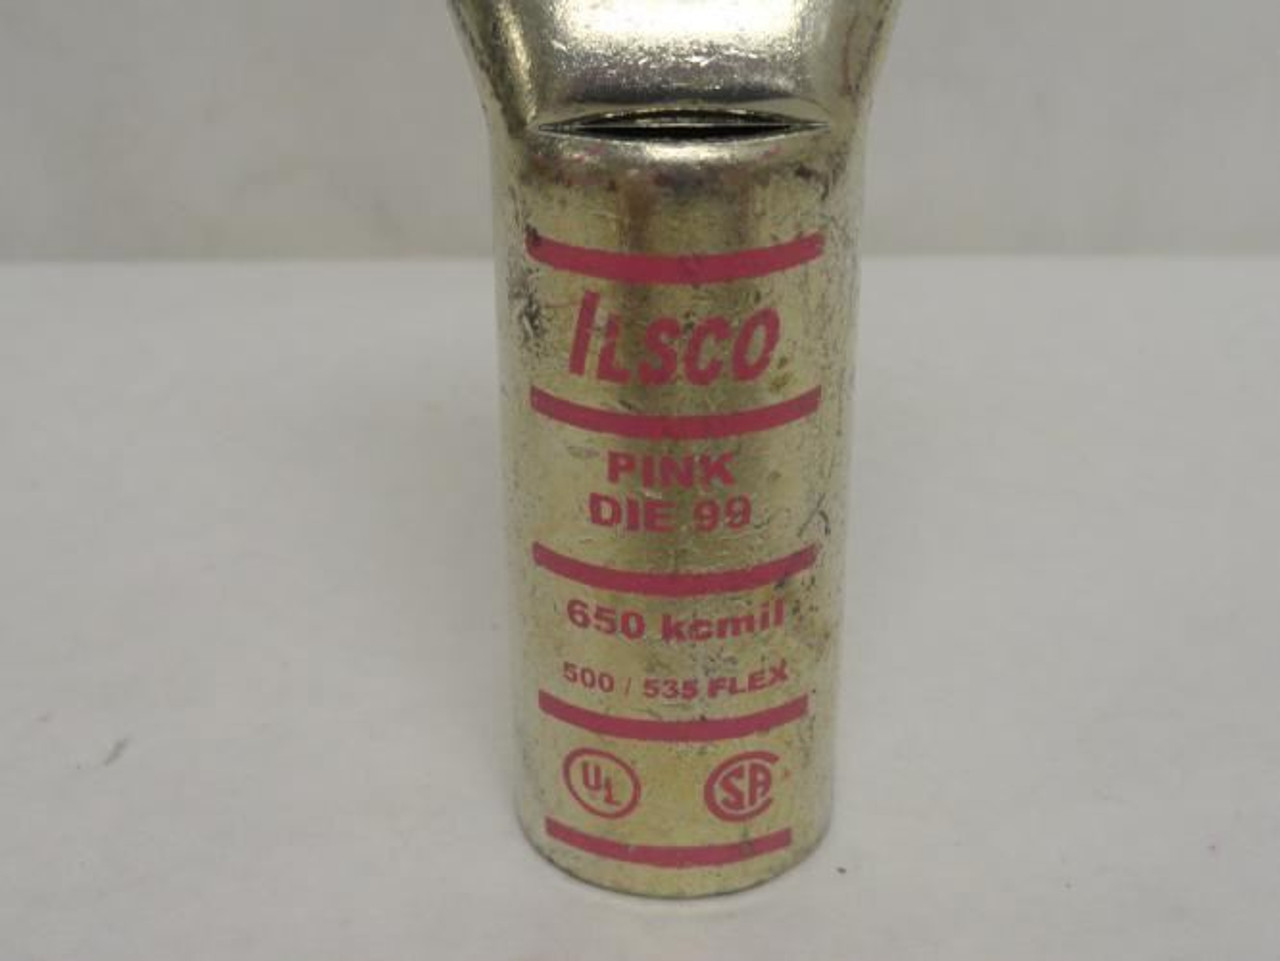 ILSCO
PINK
DIE 99
650 kcmil
500 / 535 FLEX
UL SA